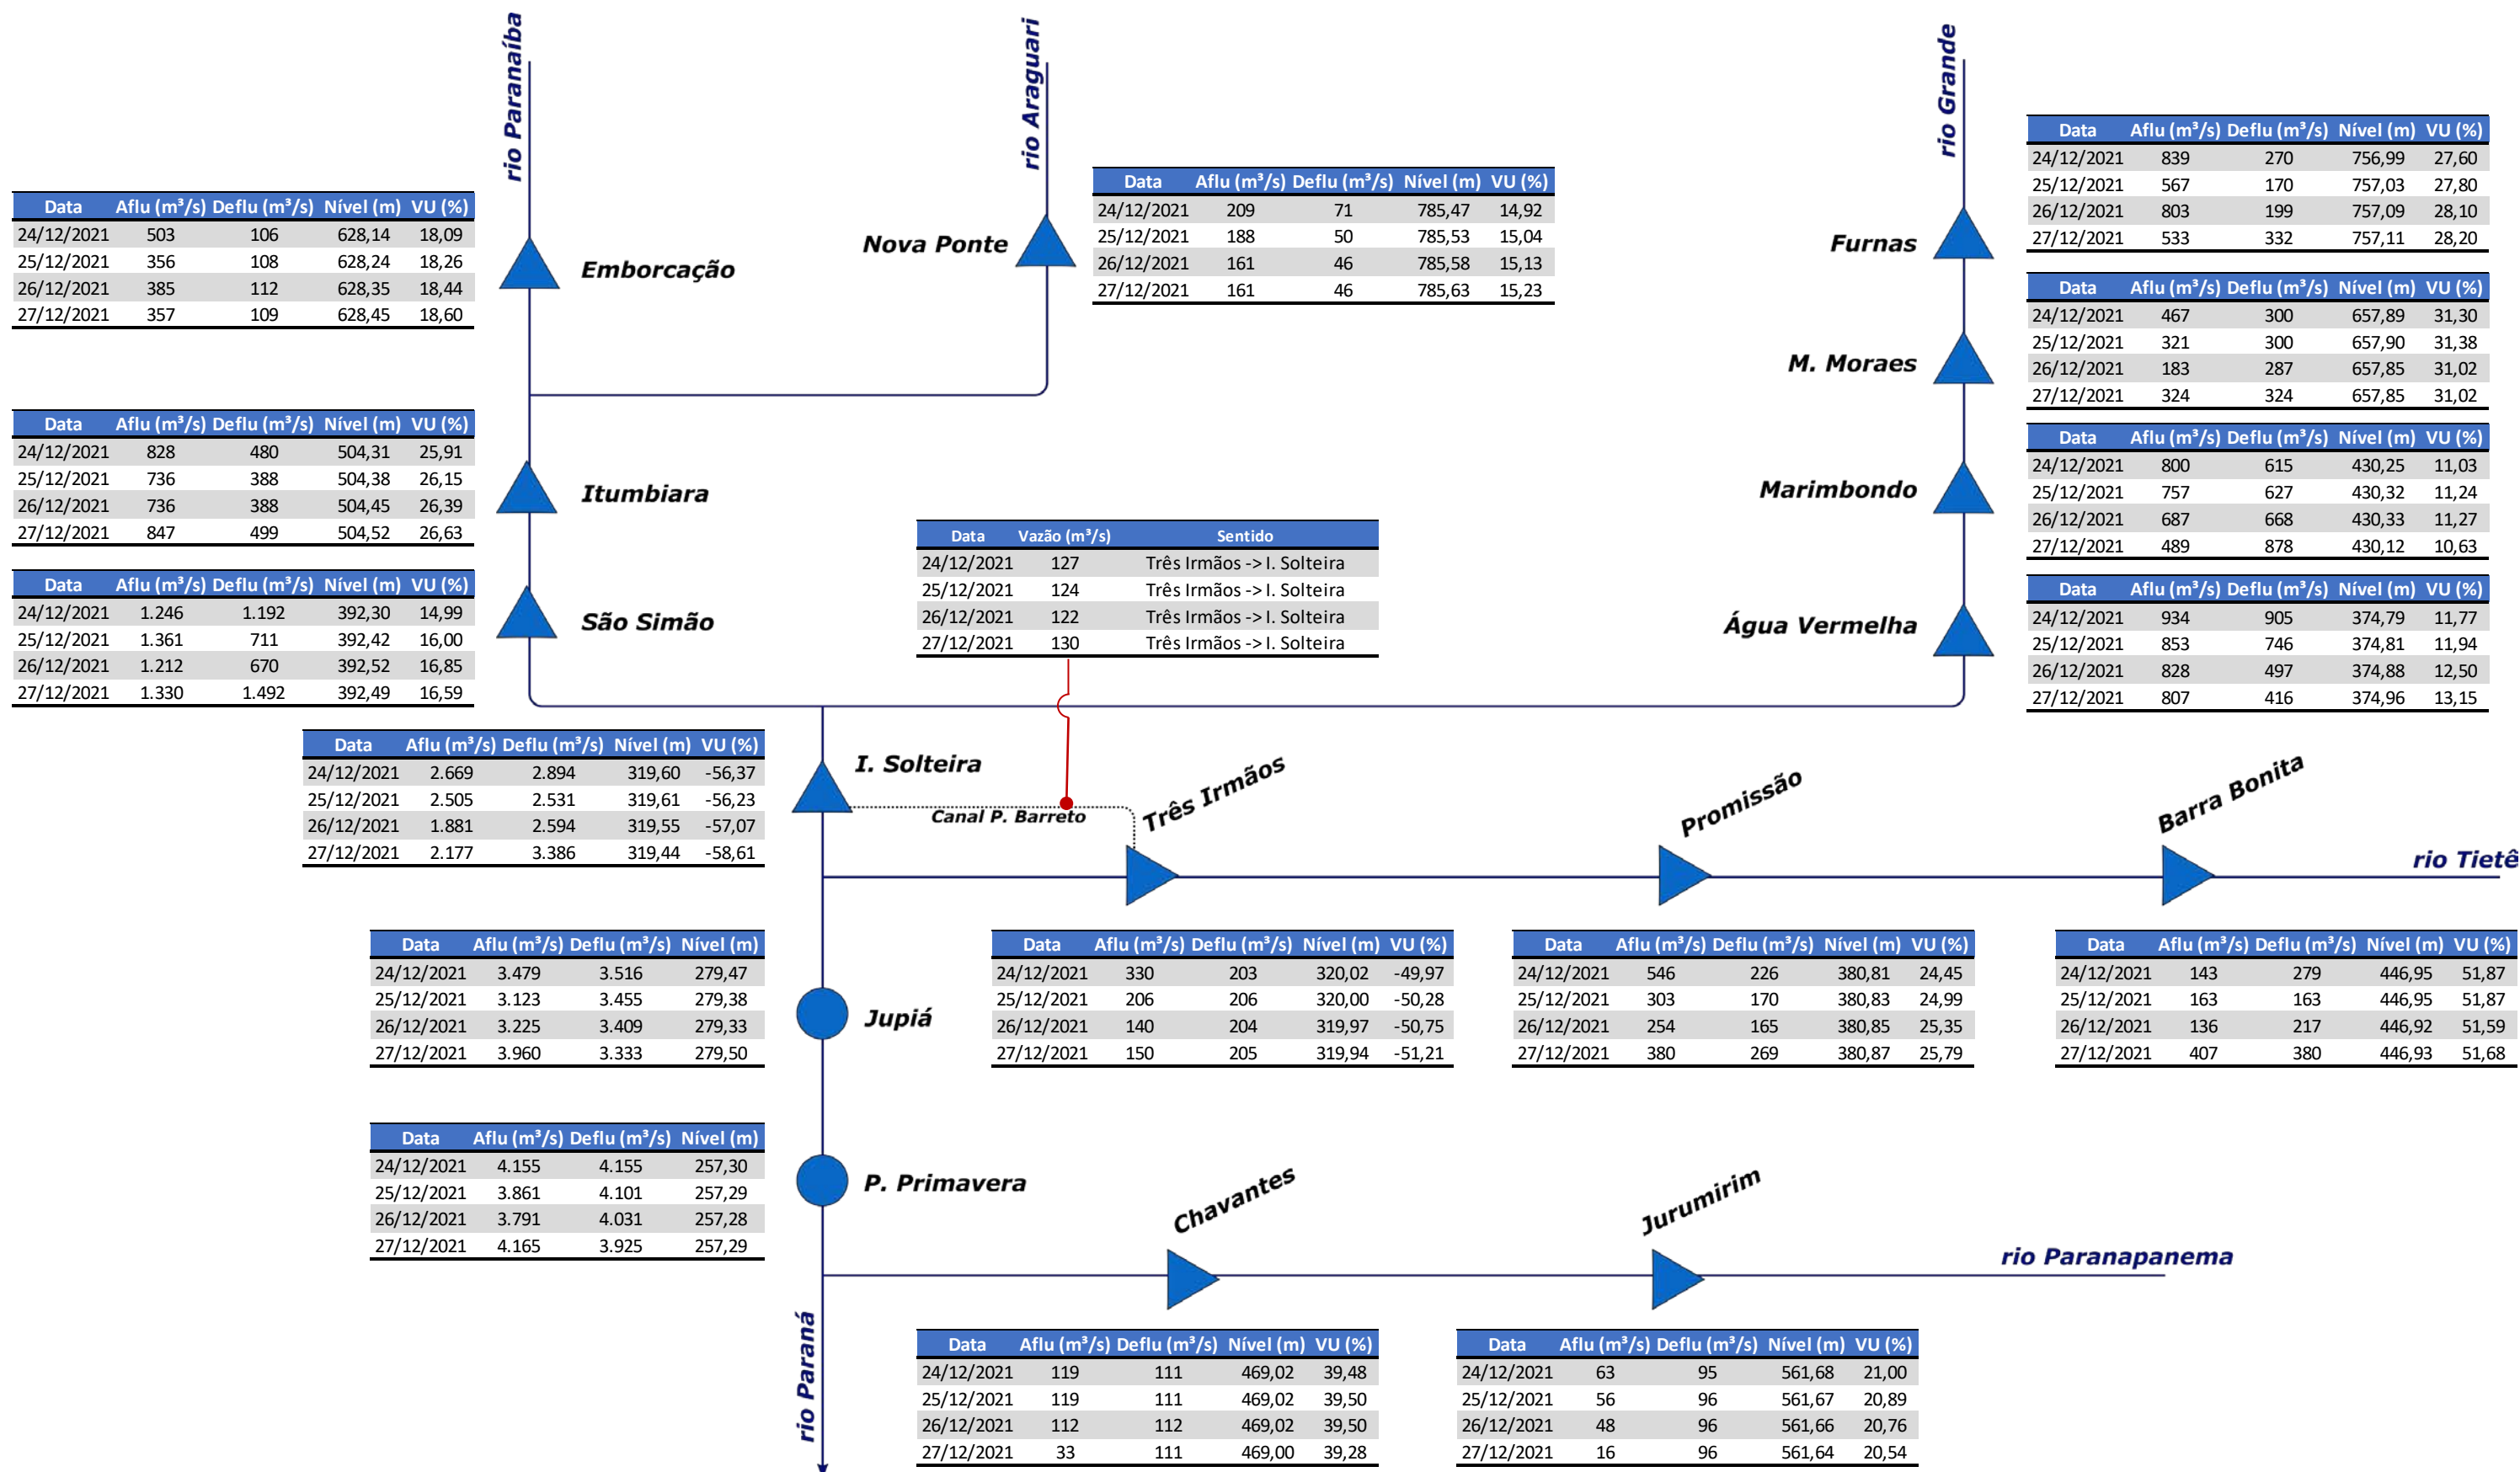 rio Paranaíba
rio Araguari
rio Grande
Data Aflu (m³/s) Deflu (m³/s) Nível (m) VU (%)
24/12/2021 839 270 756,99 27,60
25/12/2021 567 170 757,03 27,80
26/12/2021 803 199 757,09 28,10
27/12/2021 533 332 757,11 28,20
Furnas
Data Aflu (m³/s) Deflu (m³/s) Nível (m) VU (%)
24/12/2021 209 71 785,47 14,92
25/12/2021 188 50 785,53 15,04
26/12/2021 161 46 785,58 15,13
27/12/2021 161 46 785,63 15,23
Nova Ponte
Data Aflu (m³/s) Deflu (m³/s) Nível (m) VU (%)
24/12/2021 503 106 628,14 18,09
25/12/2021 356 108 628,24 18,26
26/12/2021 385 112 628,35 18,44
27/12/2021 357 109 628,45 18,60
Emborcação
Data Aflu (m³/s) Deflu (m³/s) Nível (m) VU (%)
24/12/2021 467 300 657,89 31,30
25/12/2021 321 300 657,90 31,38
26/12/2021 183 287 657,85 31,02
27/12/2021 324 324 657,85 31,02
M. Moraes
Data Aflu (m³/s) Deflu (m³/s) Nível (m) VU (%)
24/12/2021 828 480 504,31 25,91
25/12/2021 736 388 504,38 26,15
26/12/2021 736 388 504,45 26,39
27/12/2021 847 499 504,52 26,63
Itumbiara
Data Aflu (m³/s) Deflu (m³/s) Nível (m) VU (%)
24/12/2021 800 615 430,25 11,03
25/12/2021 757 627 430,32 11,24
26/12/2021 687 668 430,33 11,27
27/12/2021 489 878 430,12 10,63
Marimbondo
Data Vazão (m³/s) Sentido
24/12/2021 127 Três Irmãos -> I. Solteira
25/12/2021 124 Três Irmãos -> I. Solteira
26/12/2021 122 Três Irmãos -> I. Solteira
27/12/2021 130 Três Irmãos -> I. Solteira
Data Aflu (m³/s) Deflu (m³/s) Nível (m) VU (%)
24/12/2021 1.246 1.192 392,30 14,99
25/12/2021 1.361 711 392,42 16,00
26/12/2021 1.212 670 392,52 16,85
27/12/2021 1.330 1.492 392,49 16,59
São Simão
Data Aflu (m³/s) Deflu (m³/s) Nível (m) VU (%)
24/12/2021 934 905 374,79 11,77
25/12/2021 853 746 374,81 11,94
26/12/2021 828 497 374,88 12,50
27/12/2021 807 416 374,96 13,15
Água Vermelha
Data Aflu (m³/s) Deflu (m³/s) Nível (m) VU (%)
24/12/2021 2.669 2.894 319,60 -56,37
25/12/2021 2.505 2.531 319,61 -56,23
26/12/2021 1.881 2.594 319,55 -57,07
27/12/2021 2.177 3.386 319,44 -58,61
I. Solteira
Canal P. Barreto
Três Irmãos
Promissão
Barra Bonita
rio Tietê
Data Aflu (m³/s) Deflu (m³/s) Nível (m)
24/12/2021 3.479 3.516 279,47
25/12/2021 3.123 3.455 279,38
26/12/2021 3.225 3.409 279,33
27/12/2021 3.960 3.333 279,50
Jupiá
Data Aflu (m³/s) Deflu (m³/s) Nível (m) VU (%)
24/12/2021 330 203 320,02 -49,97
25/12/2021 206 206 320,00 -50,28
26/12/2021 140 204 319,97 -50,75
27/12/2021 150 205 319,94 -51,21
Data Aflu (m³/s) Deflu (m³/s) Nível (m) VU (%)
24/12/2021 546 226 380,81 24,45
25/12/2021 303 170 380,83 24,99
26/12/2021 254 165 380,85 25,35
27/12/2021 380 269 380,87 25,79
Data Aflu (m³/s) Deflu (m³/s) Nível (m) VU (%)
24/12/2021 143 279 446,95 51,87
25/12/2021 163 163 446,95 51,87
26/12/2021 136 217 446,92 51,59
27/12/2021 407 380 446,93 51,68
Data Aflu (m³/s) Deflu (m³/s) Nível (m)
24/12/2021 4.155 4.155 257,30
25/12/2021 3.861 4.101 257,29
26/12/2021 3.791 4.031 257,28
27/12/2021 4.165 3.925 257,29
P. Primavera
Chavantes
Jurumirim
rio Paranapanema
rio Paraná
Data Aflu (m³/s) Deflu (m³/s) Nível (m) VU (%)
24/12/2021 119 111 469,02 39,48
25/12/2021 119 111 469,02 39,50
26/12/2021 112 112 469,02 39,50
27/12/2021 33 111 469,00 39,28
Data Aflu (m³/s) Deflu (m³/s) Nível (m) VU (%)
24/12/2021 63 95 561,68 21,00
25/12/2021 56 96 561,67 20,89
26/12/2021 48 96 561,66 20,76
27/12/2021 16 96 561,64 20,54